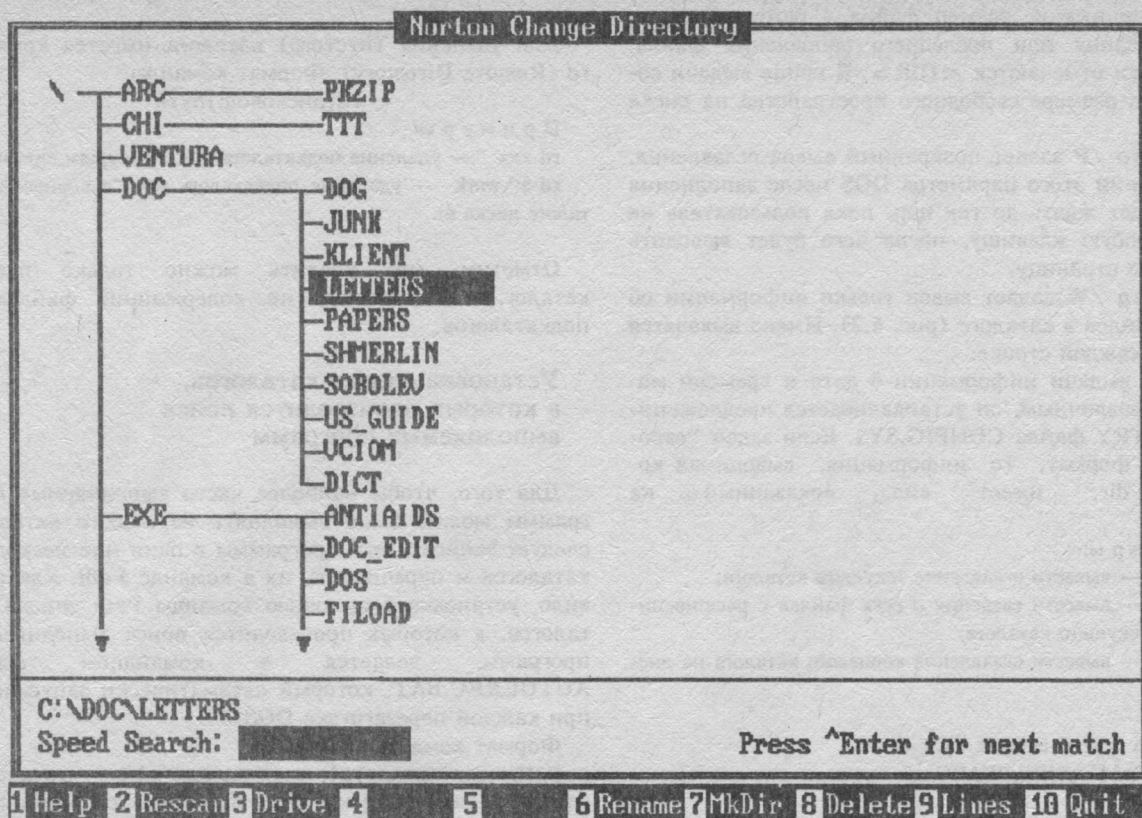 Norton Change Directory
\ ARC PKZIP
CHI TTT
VENTURA
DOC DOG
JUNK
KLIENT
LETTERS
PAPERS
SHMERLIN
SOBOLEV
US_GUIDE
VCIOM
DICT
EXE ANTIAIDS
DOC_EDIT
DOS
FILOAD
C:\DOC\LETTERS
Speed Search: Press ^Enter for next match
1 Help 2 Rescan 3 Drive 4 5 6 Rename 7 MkDir 8 Delete 9 Lines 10 Quit